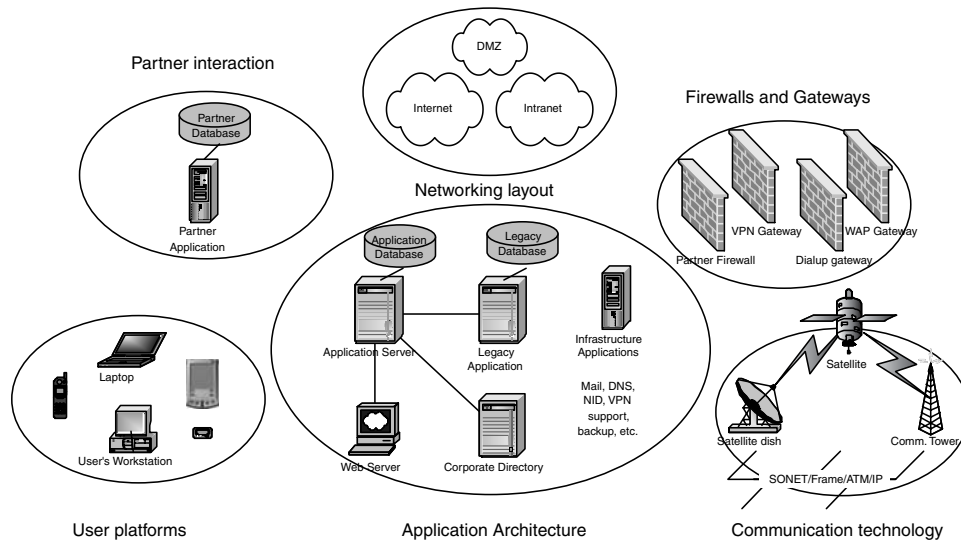 Partner interaction
Partner
Database
Partner
Application
DMZ
Internet
Intranet
Networking layout
Firewalls and Gateways
VPN Gateway
WAP Gateway
Partner Firewall
Dialup gateway
Application
Database
Legacy
Database
Application Server
Legacy
Application
Infrastructure
Applications
Mail, DNS,
NID, VPN
support,
backup, etc.
Web Server
Corporate Directory
Application Architecture
Laptop
User's Workstation
User platforms
Satellite
Satellite dish
Comm. Tower
SONET/Frame/ATM/IP
Communication technology